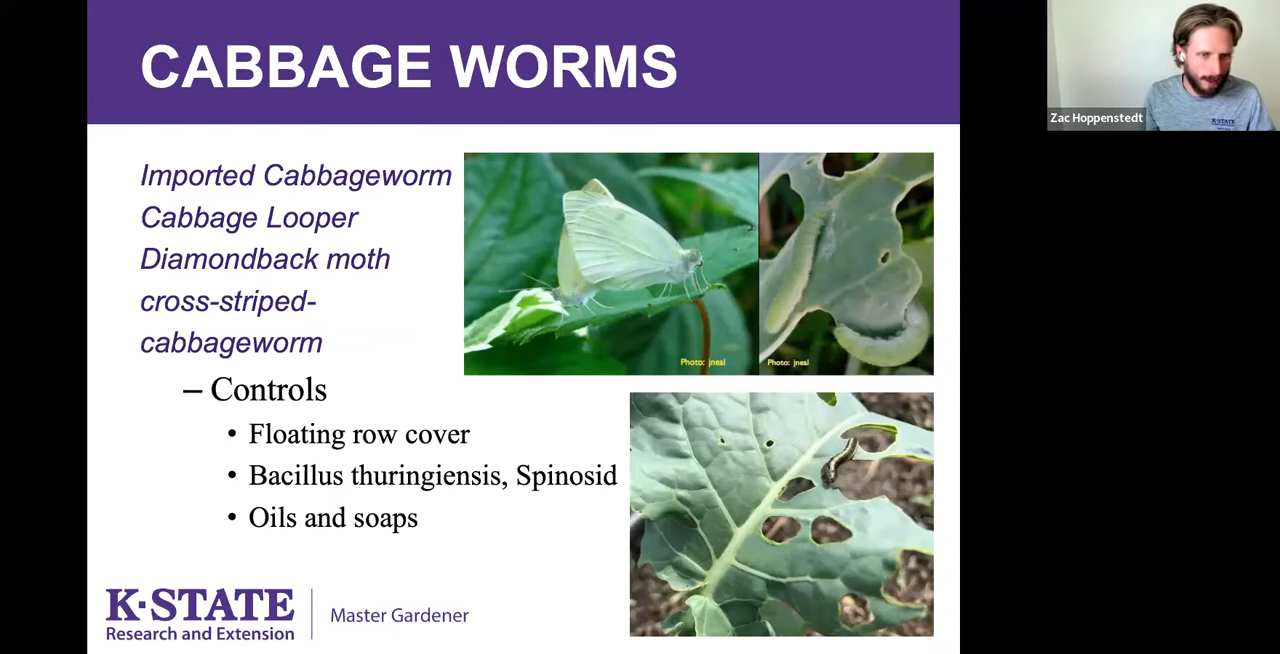 CABBAGE WORMS
Zac Hoppenstedt
K-STATE
Imported Cabbageworm
Cabbage Looper
Diamondback moth
cross-striped-
cabbageworm
– Controls
• Floating row cover
• Bacillus thuringiensis, Spinosid
• Oils and soaps
Photo: jneal
Photo: jneal
K-STATE
Research and Extension
Master Gardener